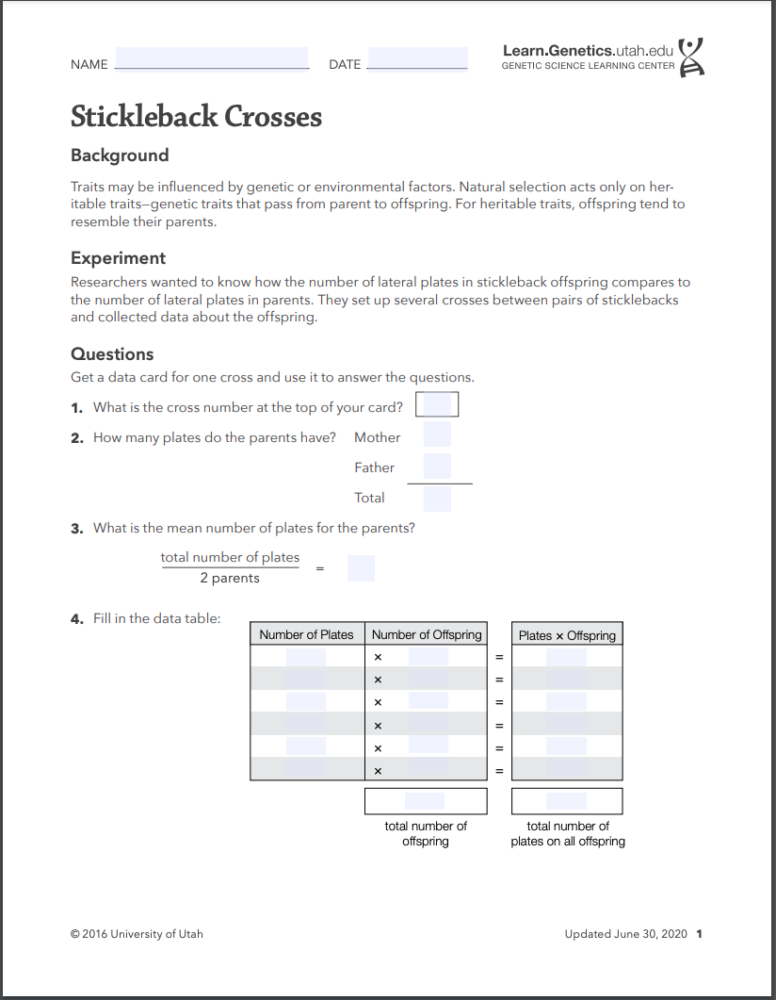 NAME DATE Learn.Genetics.utah.edu
GENETIC SCIENCE LEARNING CENTER
Stickleback Crosses
Background
Traits may be influenced by genetic or environmental factors. Natural selection acts only on her-
itable traits—genetic traits that pass from parent to offspring. For heritable traits, offspring tend to
resemble their parents.
Experiment
Researchers wanted to know how the number of lateral plates in stickleback offspring compares to
the number of lateral plates in parents. They set up several crosses between pairs of sticklebacks
and collected data about the offspring.
Questions
Get a data card for one cross and use it to answer the questions.
1. What is the cross number at the top of your card?
2. How many plates do the parents have? Mother
Father
Total
3. What is the mean number of plates for the parents?
total number of plates
=
2 parents
4. Fill in the data table:
Number of Plates Number of Offspring Plates × Offspring
× =
× =
× =
× =
× =
× =
total number of offspring
total number of plates on all offspring
© 2016 University of Utah Updated June 30, 2020 1